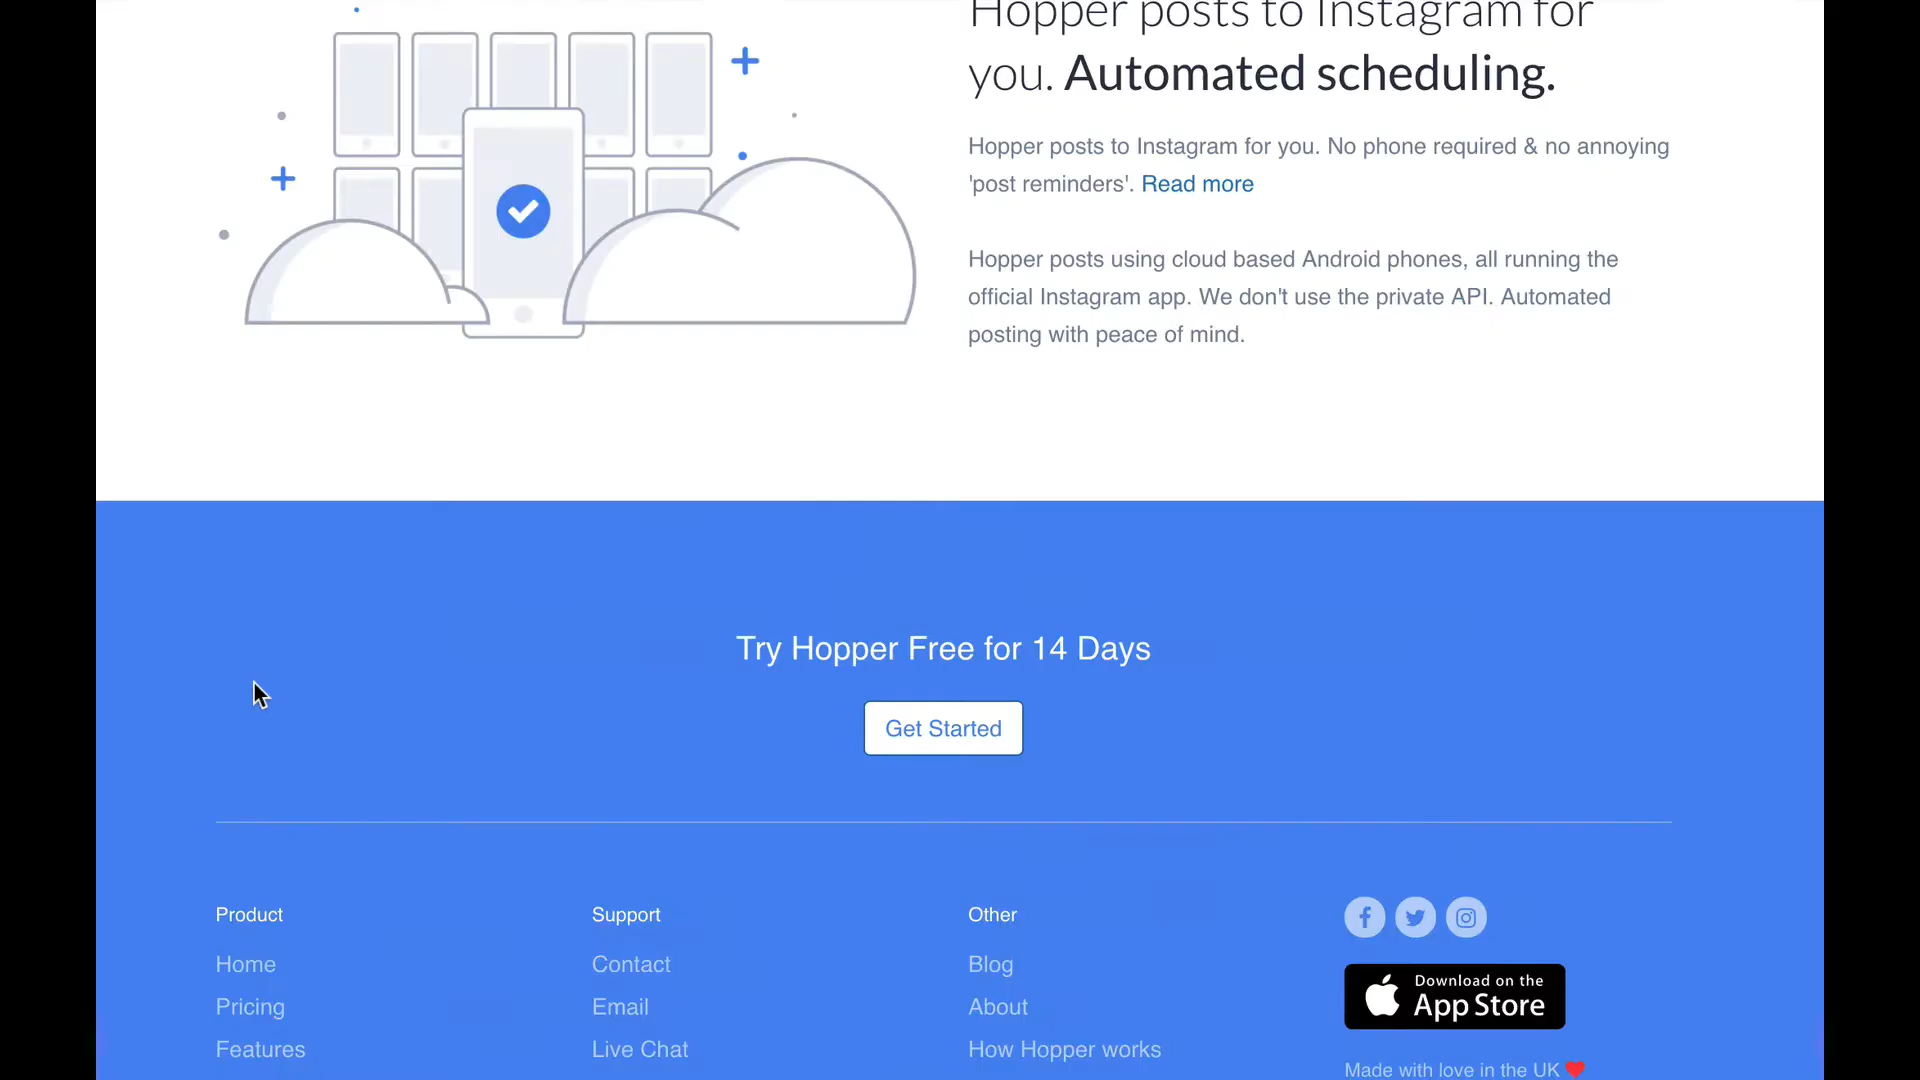 Hopper posts to Instagram for
you. Automated scheduling.
Hopper posts to Instagram for you. No phone required & no annoying
'post reminders'. Read more
Hopper posts using cloud based Android phones, all running the
official Instagram app. We don't use the private API. Automated
posting with peace of mind.
Try Hopper Free for 14 Days
Get Started
Product
Home
Pricing
Features
Support
Contact
Email
Live Chat
Other
Blog
About
How Hopper works
Download on the
App Store
Made with love in the UK